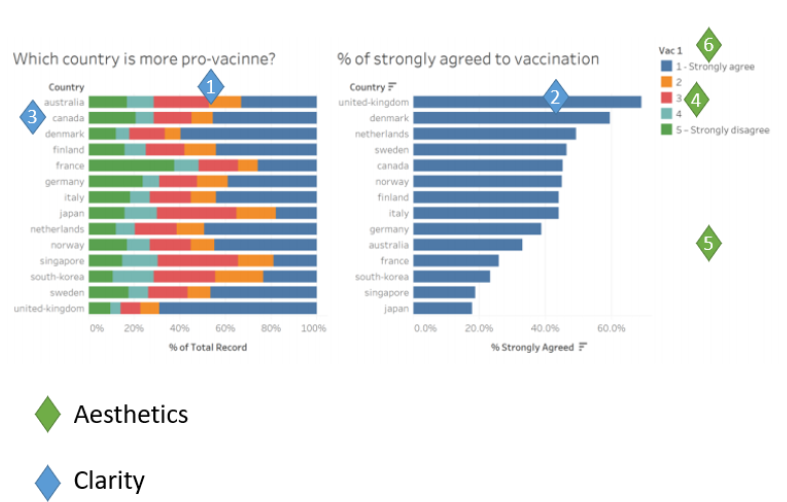 Which country is more pro-vacinne?
% of strongly agreed to vaccination
Vac 1
6
1 - Strongly agree
2
3
4
4
5 - Strongly disagree
Country
1
australia
3
canada
denmark
finland
france
germany
italy
japan
netherlands
norway
singapore
south-korea
sweden
united-kingdom
0%
20%
40%
60%
80%
100%
% of Total Record
Country
2
united-kingdom
denmark
netherlands
sweden
canada
norway
finland
italy
germany
australia
france
south-korea
singapore
japan
0.0%
20.0%
40.0%
60.0%
% Strongly Agreed
5
Aesthetics
Clarity